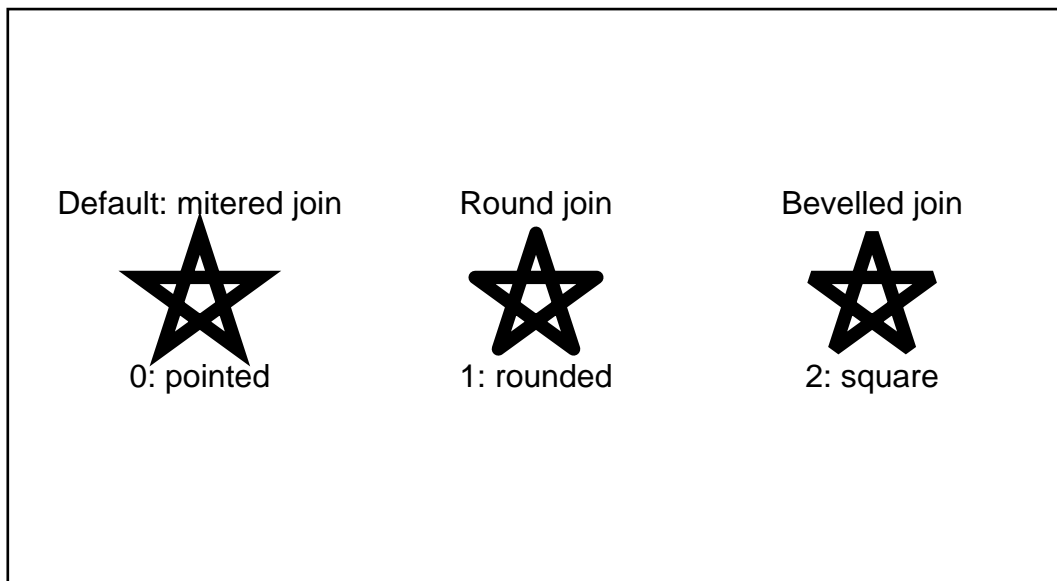 Default: mitered join
Round join
Bevelled join
0: pointed
1: rounded
2: square